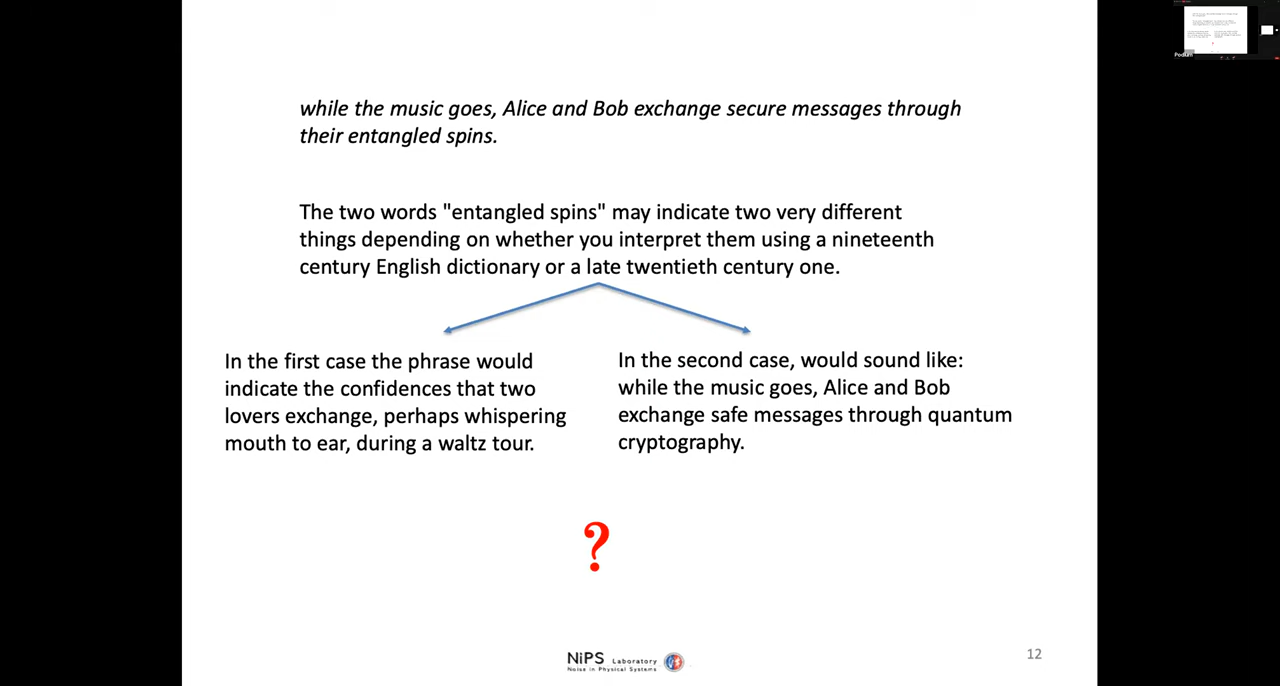 while the music goes, Alice and Bob exchange secure messages through
their entangled spins.
The two words "entangled spins" may indicate two very different
things depending on whether you interpret them using a nineteenth
century English dictionary or a late twentieth century one.
In the first case the phrase would
indicate the confidences that two
lovers exchange, perhaps whispering
mouth to ear, during a waltz tour.
In the second case, would sound like:
while the music goes, Alice and Bob
exchange safe messages through quantum
cryptography.
?
NiPS Laboratory
Noise in Physical Systems
12
Podium